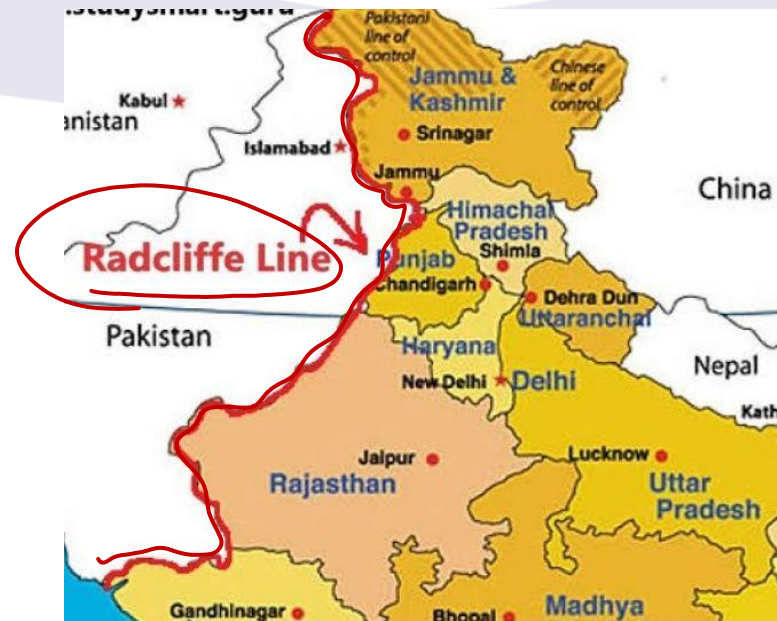 .studysmart.guru
Pakistani
line of
control
Chinese
line of
control
Jammu &
Kashmir
Kabul
anistan
Srinagar
Islamabad
Jammu
China
Himachal
Pradesh
Radcliffe Line
Punjab
Shimla
Chandigarh
Dehra Dun
Uttaranchal
Pakistan
Haryana
Nepal
New Delhi
Delhi
Kath
Jaipur
Lucknow
Rajasthan
Uttar
Pradesh
Gandhinagar
Bhopal
Madhya